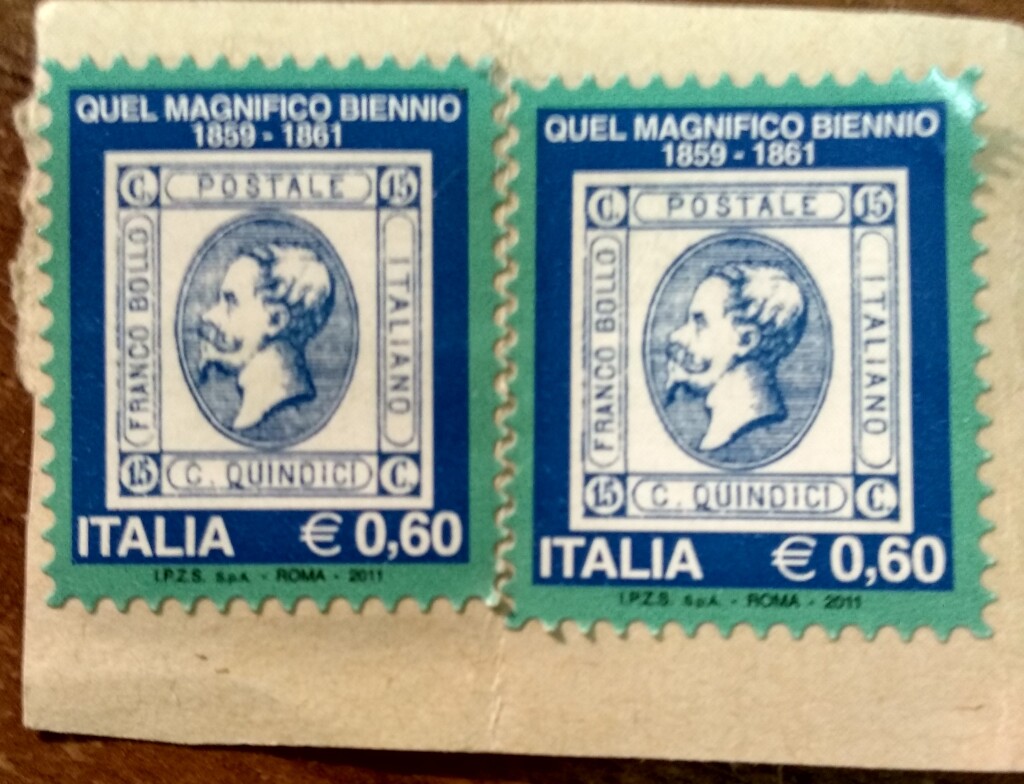 QUEL MAGNIFICO BIENNIO
1859 - 1861
C. POSTALE 15
FRANCO BOLLO
ITALIANO
15 C. QUINDICI C.
ITALIA € 0,60
I.P.Z.S. S.p.A. - ROMA - 2011
QUEL MAGNIFICO BIENNIO
1859 - 1861
C. POSTALE 15
FRANCO BOLLO
ITALIANO
15 C. QUINDICI C.
ITALIA € 0,60
I.P.Z.S. S.p.A. - ROMA - 2011